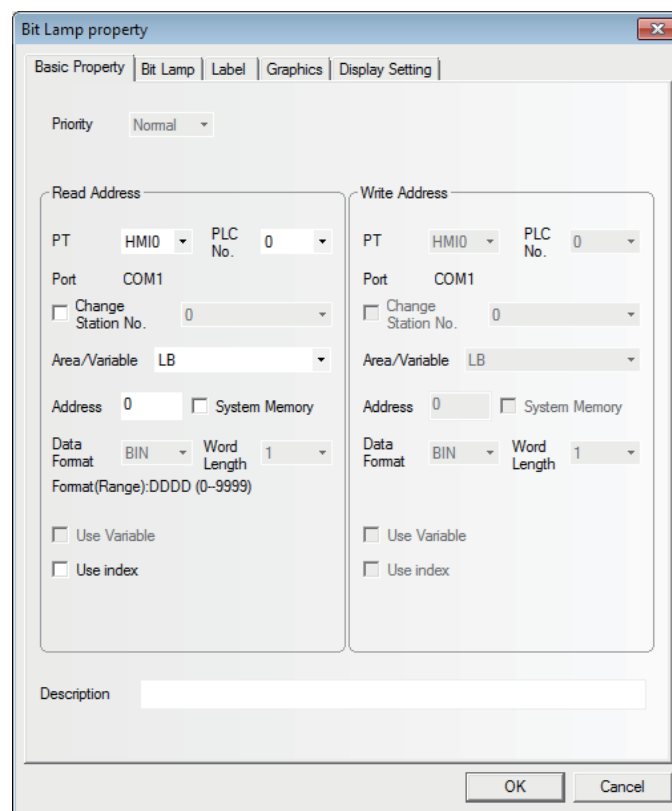 Bit Lamp property
Basic Property Bit Lamp Label Graphics Display Setting
Priority Normal
Read Address
PT HMI0 PLC No. 0
Port COM1
Change Station No. 0
Area/Variable LB
Address 0 System Memory
Data Format BIN Word Length 1
Format(Range):DDDD (0--9999)
Use Variable
Use index
Write Address
PT HMI0 PLC No. 0
Port COM1
Change Station No. 0
Area/Variable LB
Address 0 System Memory
Data Format BIN Word Length 1
Use Variable
Use index
Description
OK Cancel